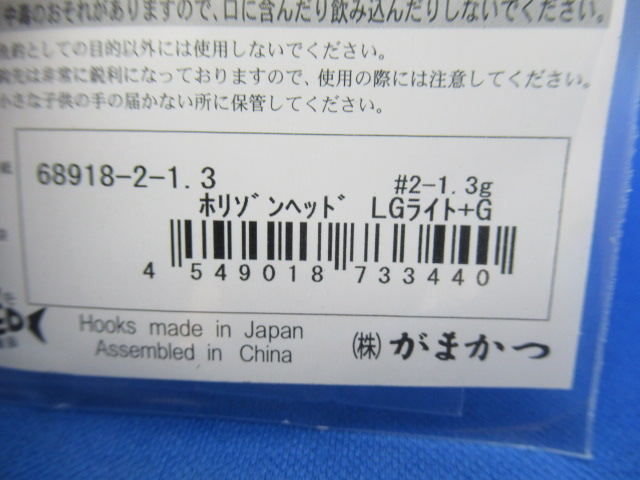 中毒のおそれがありますので、口に含んだり飲み込んだりしないでください。
魚釣としての目的以外には使用しないでください。
鈎先は非常に鋭利になっておりますので、使用の際には注意してください。
小さな子供の手の届かない所に保管してください。
紙
68918-2-1.3
#2-1.3g
ホリゾンヘッド LGライト+G
4 549018 733440
Hooks made in Japan
Assembled in China
(株) がまかつ